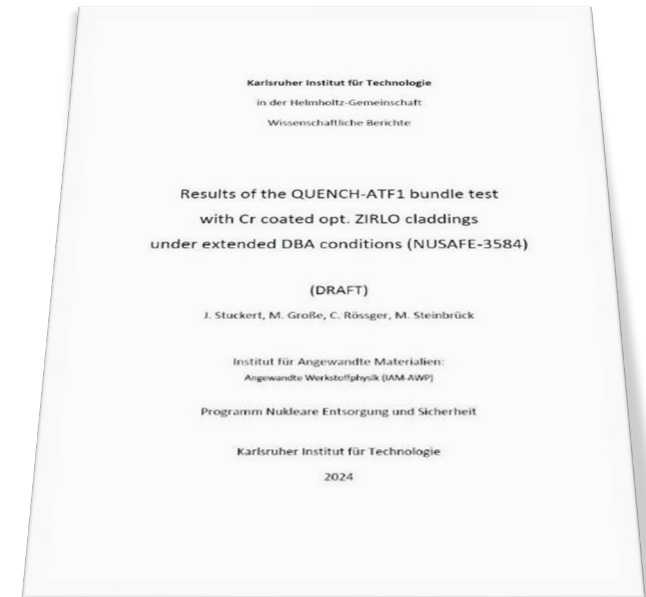 Karlsruher Institut für Technologie
in der Helmholtz-Gemeinschaft
Wissenschaftliche Berichte
Results of the QUENCH-ATF1 bundle test
with Cr coated opt. ZIRLO claddings
under extended DBA conditions (NUSAFE-3584)
(DRAFT)
J. Stuckert, M. Große, C. Rössger, M. Steinbrück
Institut für Angewandte Materialien:
Angewandte Werkstoffphysik (IAM-AWP)
Programm Nukleare Entsorgung und Sicherheit
Karlsruher Institut für Technologie
2024